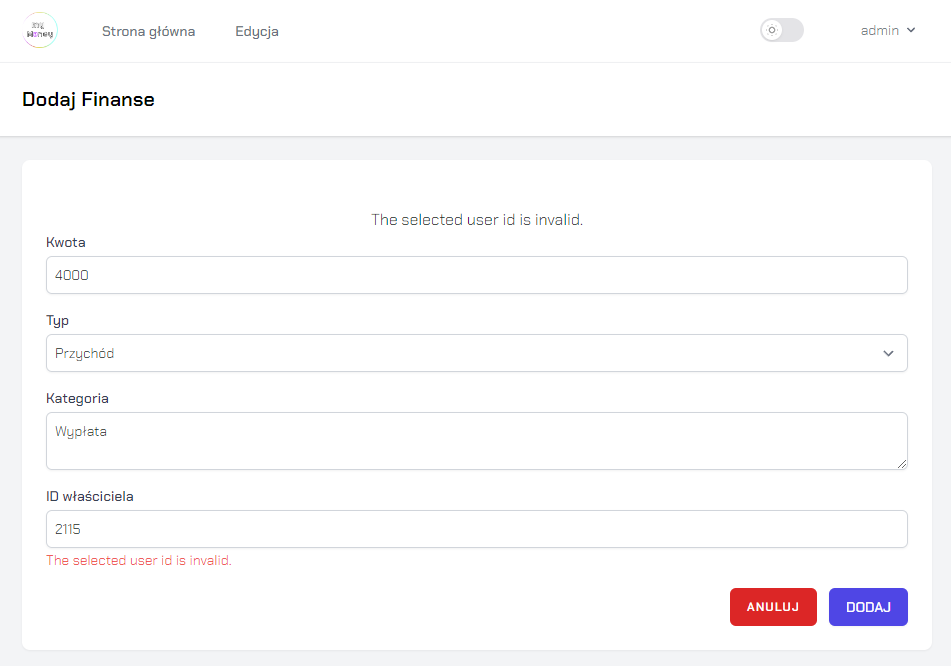 Money
Strona główna
Edycja
admin
Dodaj Finanse
The selected user id is invalid.
Kwota
4000
Typ
Przychód
Kategoria
Wypłata
ID właściciela
2115
The selected user id is invalid.
ANULUJ
DODAJ